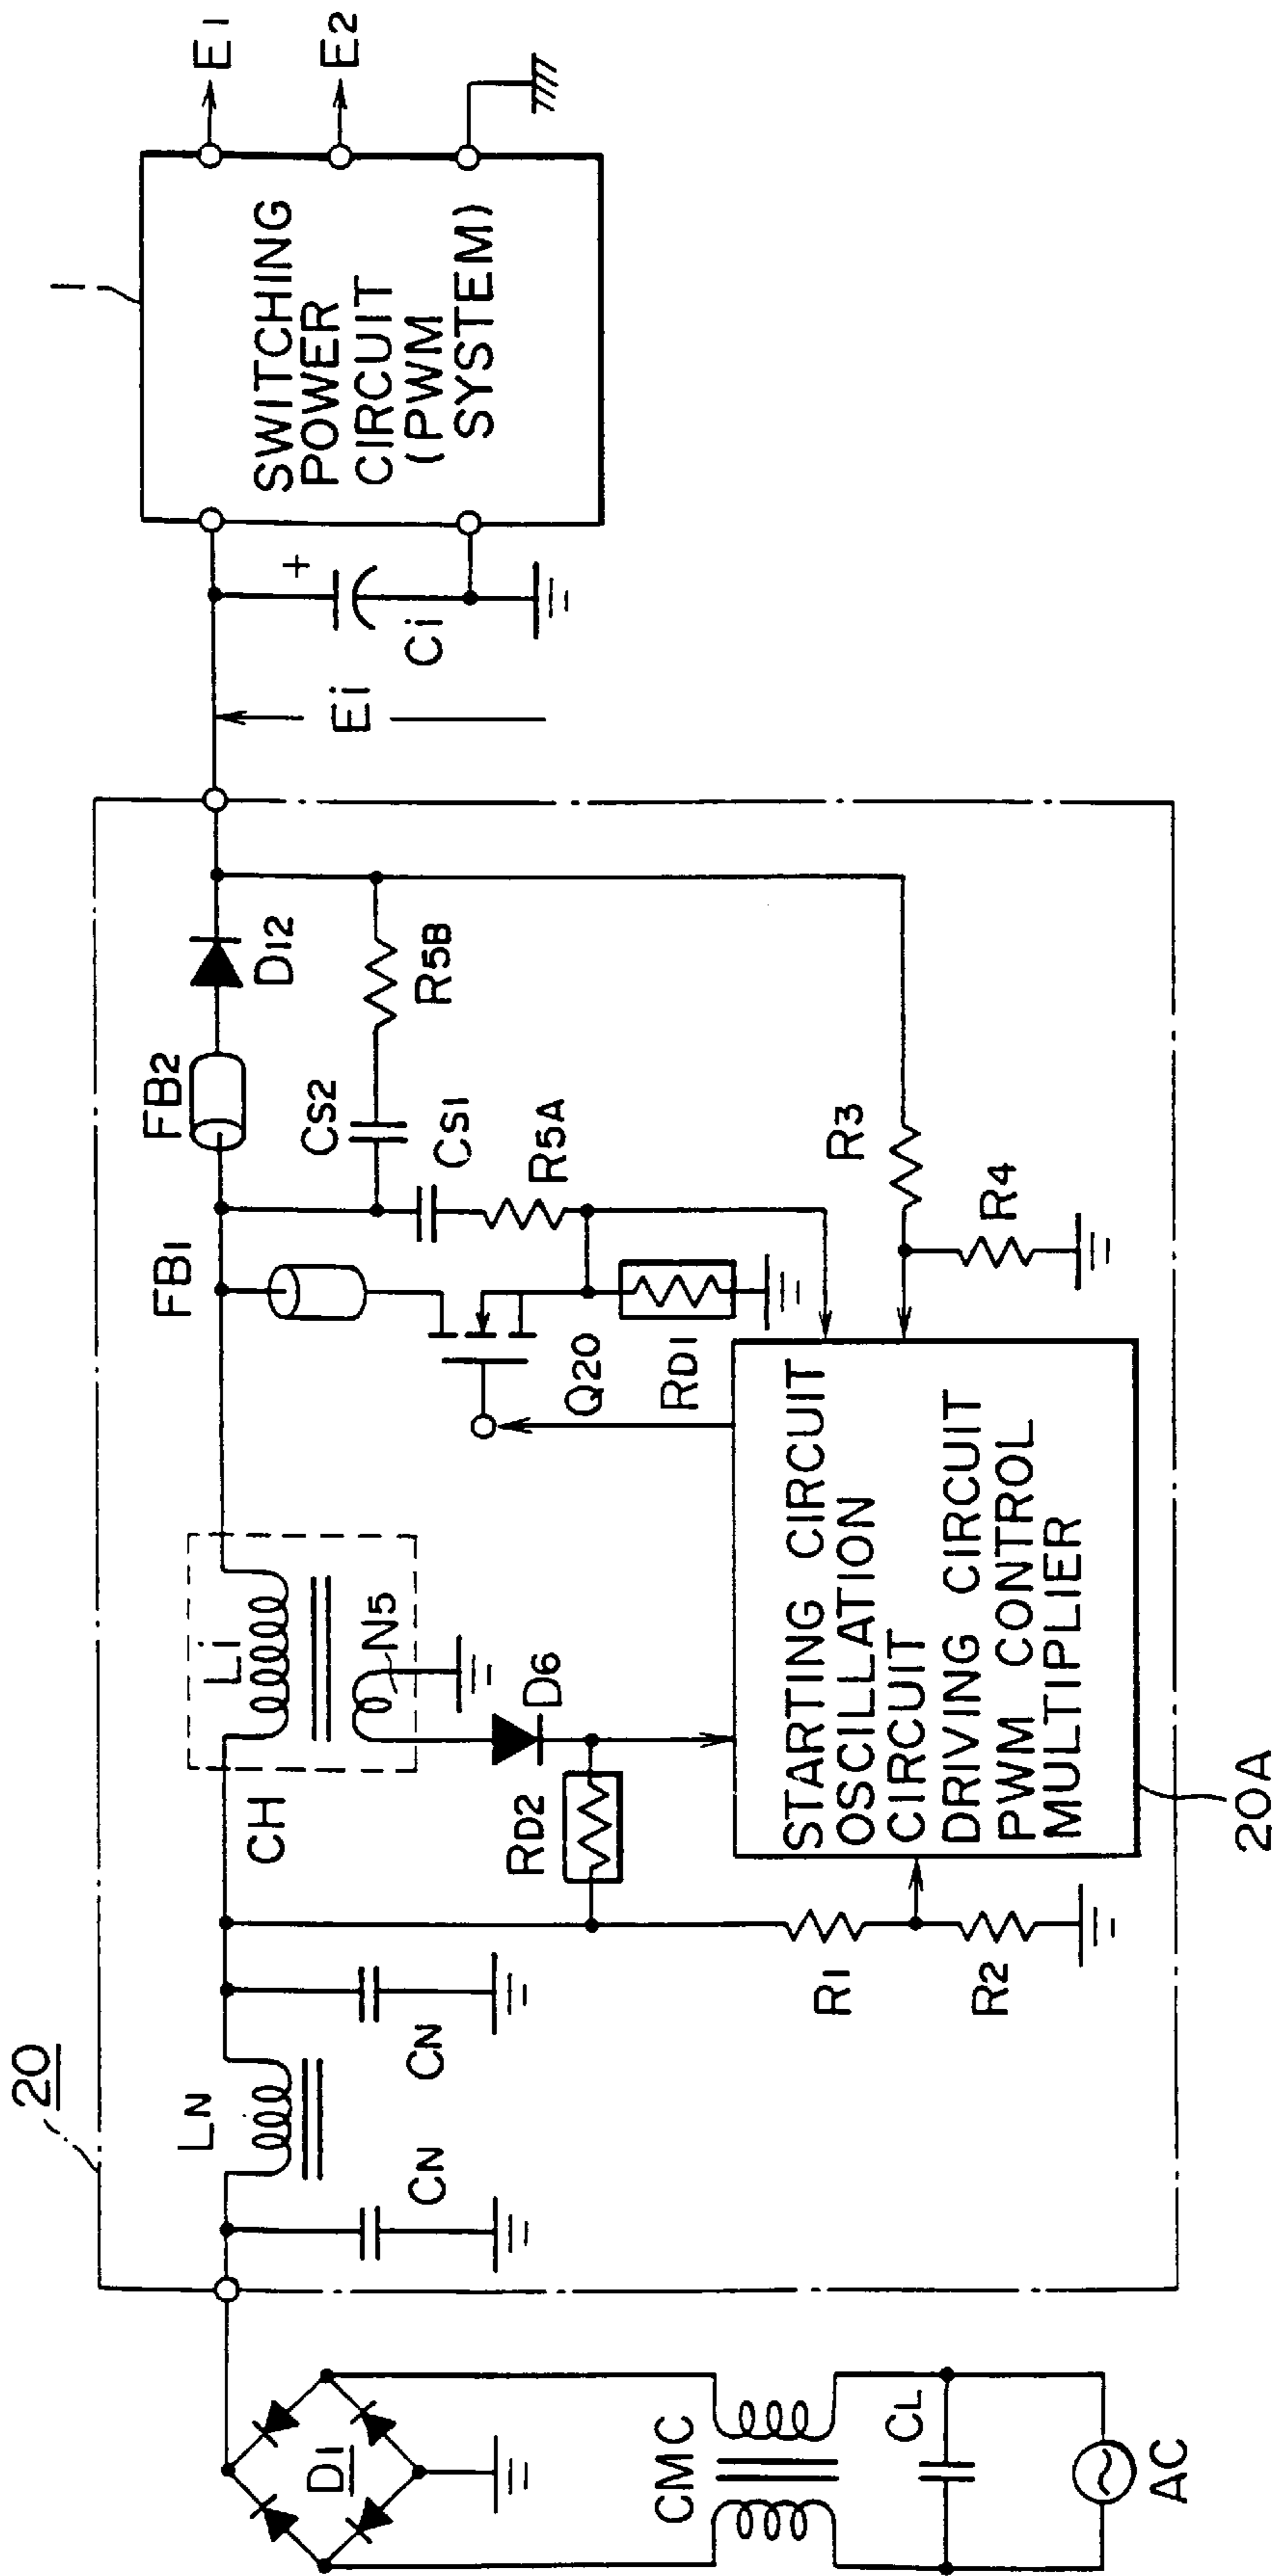 20
AC
CL
CMC
D1
LN
CN
CN
CH
Li
N5
D6
RD2
R1
R2
FB1
FB2
D12
CS2
R5B
CS1
R5A
Q20
RD1
R3
R4
STARTING CIRCUIT
OSCILLATION
CIRCUIT
DRIVING CIRCUIT
PWM CONTROL
MULTIPLIER
20A
Ei
+
Ci
1
SWITCHING
POWER
CIRCUIT
(PWM
SYSTEM)
E1
E2